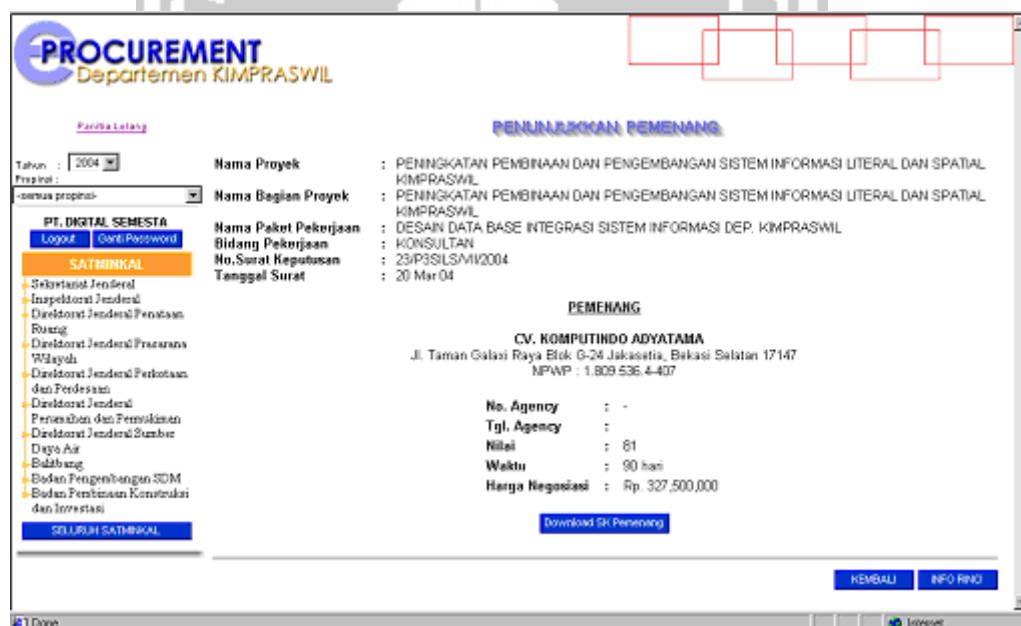 ePROCUREMENT
Departemen KIMPRASWIL
Panitia Lelang
Tahun : 2004
Propinsi :
-semua propinsi-
PT. DIGITAL SEMESTA
Logout Ganti Password
SATMINKAL
Sekretariat Jenderal
Inspektorat Jenderal
Direktorat Jenderal Penataan
Ruang
Direktorat Jenderal Prasarana
Wilayah
Direktorat Jenderal Perkotaan
dan Perdesaan
Direktorat Jenderal
Perumahan dan Permukiman
Direktorat Jenderal Sumber
Daya Air
Balitbang
Badan Pengembangan SDM
Badan Pembinaan Konstruksi
dan Investasi
SELURUH SATMINKAL
PENUNJUKKAN PEMENANG
Nama Proyek : PENINGKATAN PEMBINAAN DAN PENGEMBANGAN SISTEM INFORMASI LITERAL DAN SPATIAL
KIMPRASWIL
Nama Bagian Proyek : PENINGKATAN PEMBINAAN DAN PENGEMBANGAN SISTEM INFORMASI LITERAL DAN SPATIAL
KIMPRASWIL
Nama Paket Pekerjaan : DESAIN DATA BASE INTEGRASI SISTEM INFORMASI DEP. KIMPRASWIL
Bidang Pekerjaan : KONSULTAN
No.Surat Keputusan : 23/P3SILS/VII/2004
Tanggal Surat : 20 Mar 04
PEMENANG
CV. KOMPUTINDO ADYATAMA
Jl. Taman Galaxi Raya Blok G-24 Jakasetia, Bekasi Selatan 17147
NPWP : 1.809.536.4-407
No. Agency : -
Tgl. Agency :
Nilai : 81
Waktu : 90 hari
Harga Negosiasi : Rp. 327,500,000
Download SK Pemenang
KEMBALI INFO RINCI
Done Internet